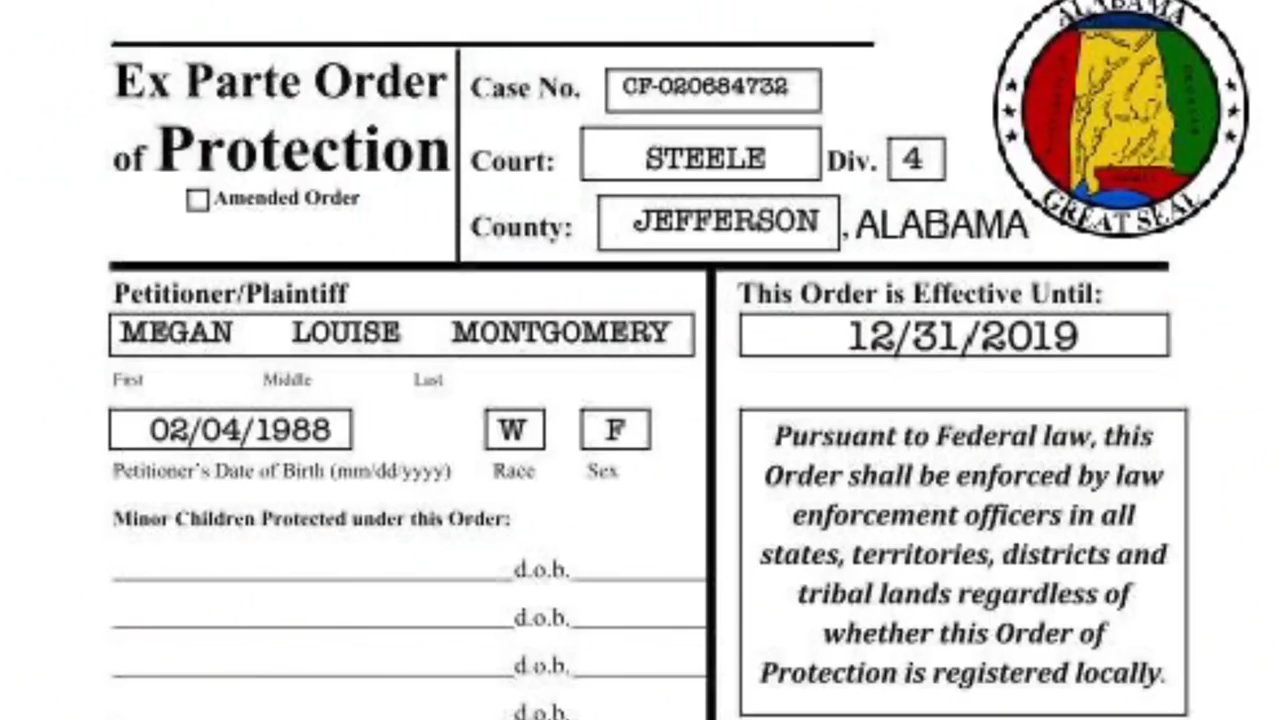 Ex Parte Order
of Protection
Amended Order
Case No. CF-020684732
Court: STEELE Div. 4
County: JEFFERSON , ALABAMA
ALABAMA
GREAT SEAL
Petitioner/Plaintiff
MEGAN LOUISE MONTGOMERY
First Middle Last
02/04/1988 W F
Petitioner's Date of Birth (mm/dd/yyyy) Race Sex
Minor Children Protected under this Order:
d.o.b.
d.o.b.
d.o.b.
d.o.b.
This Order is Effective Until:
12/31/2019
Pursuant to Federal law, this
Order shall be enforced by law
enforcement officers in all
states, territories, districts and
tribal lands regardless of
whether this Order of
Protection is registered locally.